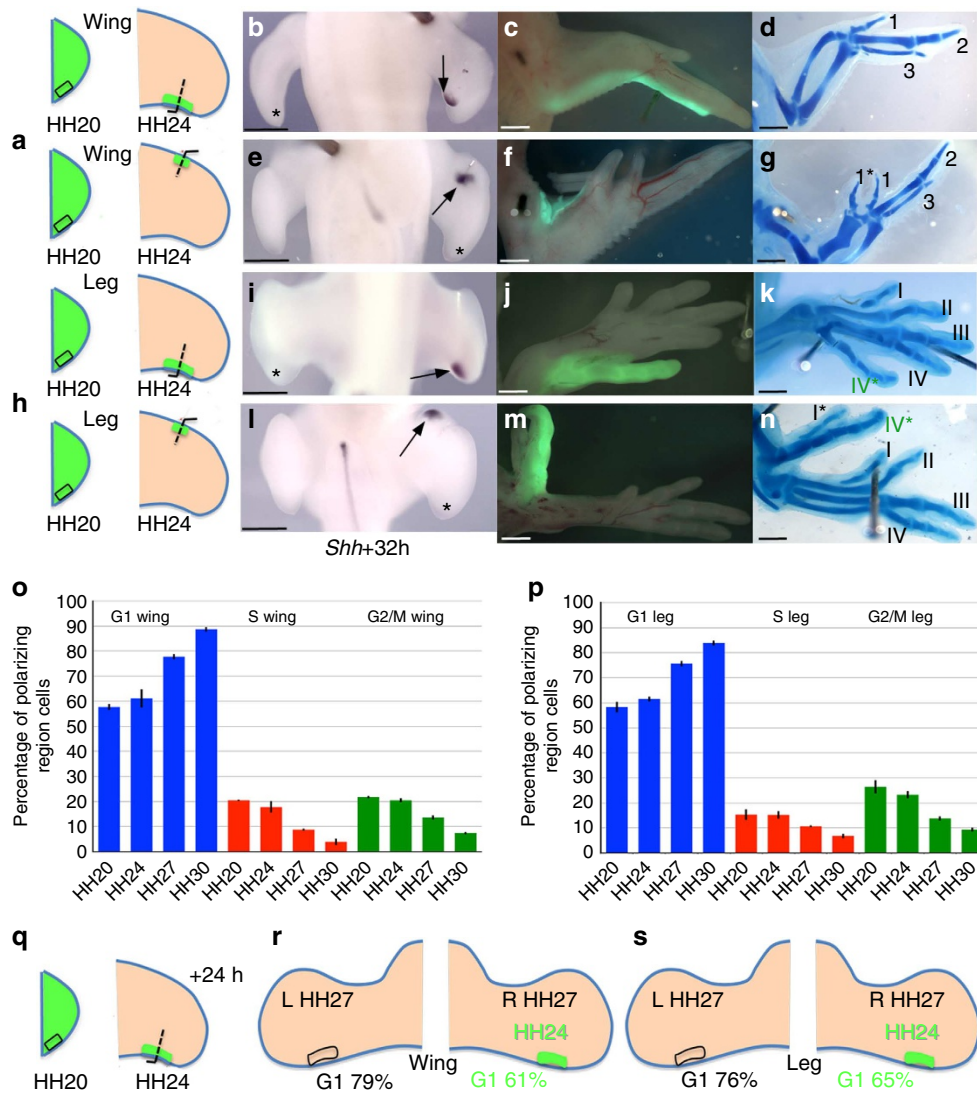 Wing
HH20 HH24
a
Wing
HH20 HH24
b
*
c
d
1
2
3
e
*
f
g
1* 1
2
3
Leg
HH20 HH24
h
Leg
HH20 HH24
i
*
j
k
I
II
III
IV
IV*
l
*
Shh+32h
m
n
I*
IV*
I
II
III
IV
o
G1 wing S wing G2/M wing
Percentage of polarizing
region cells
100
90
80
70
60
50
40
30
20
10
0
HH20 HH24 HH27 HH30 HH20 HH24 HH27 HH30 HH20 HH24 HH27 HH30
p
G1 leg S leg G2/M leg
Percentage of polarizing
region cells
100
90
80
70
60
50
40
30
20
10
0
HH20 HH24 HH27 HH30 HH20 HH24 HH27 HH30 HH20 HH24 HH27 HH30
q
+24 h
HH20 HH24
r
L HH27 R HH27
HH24
Wing
G1 79% G1 61%
s
L HH27 R HH27
HH24
Leg
G1 76% G1 65%